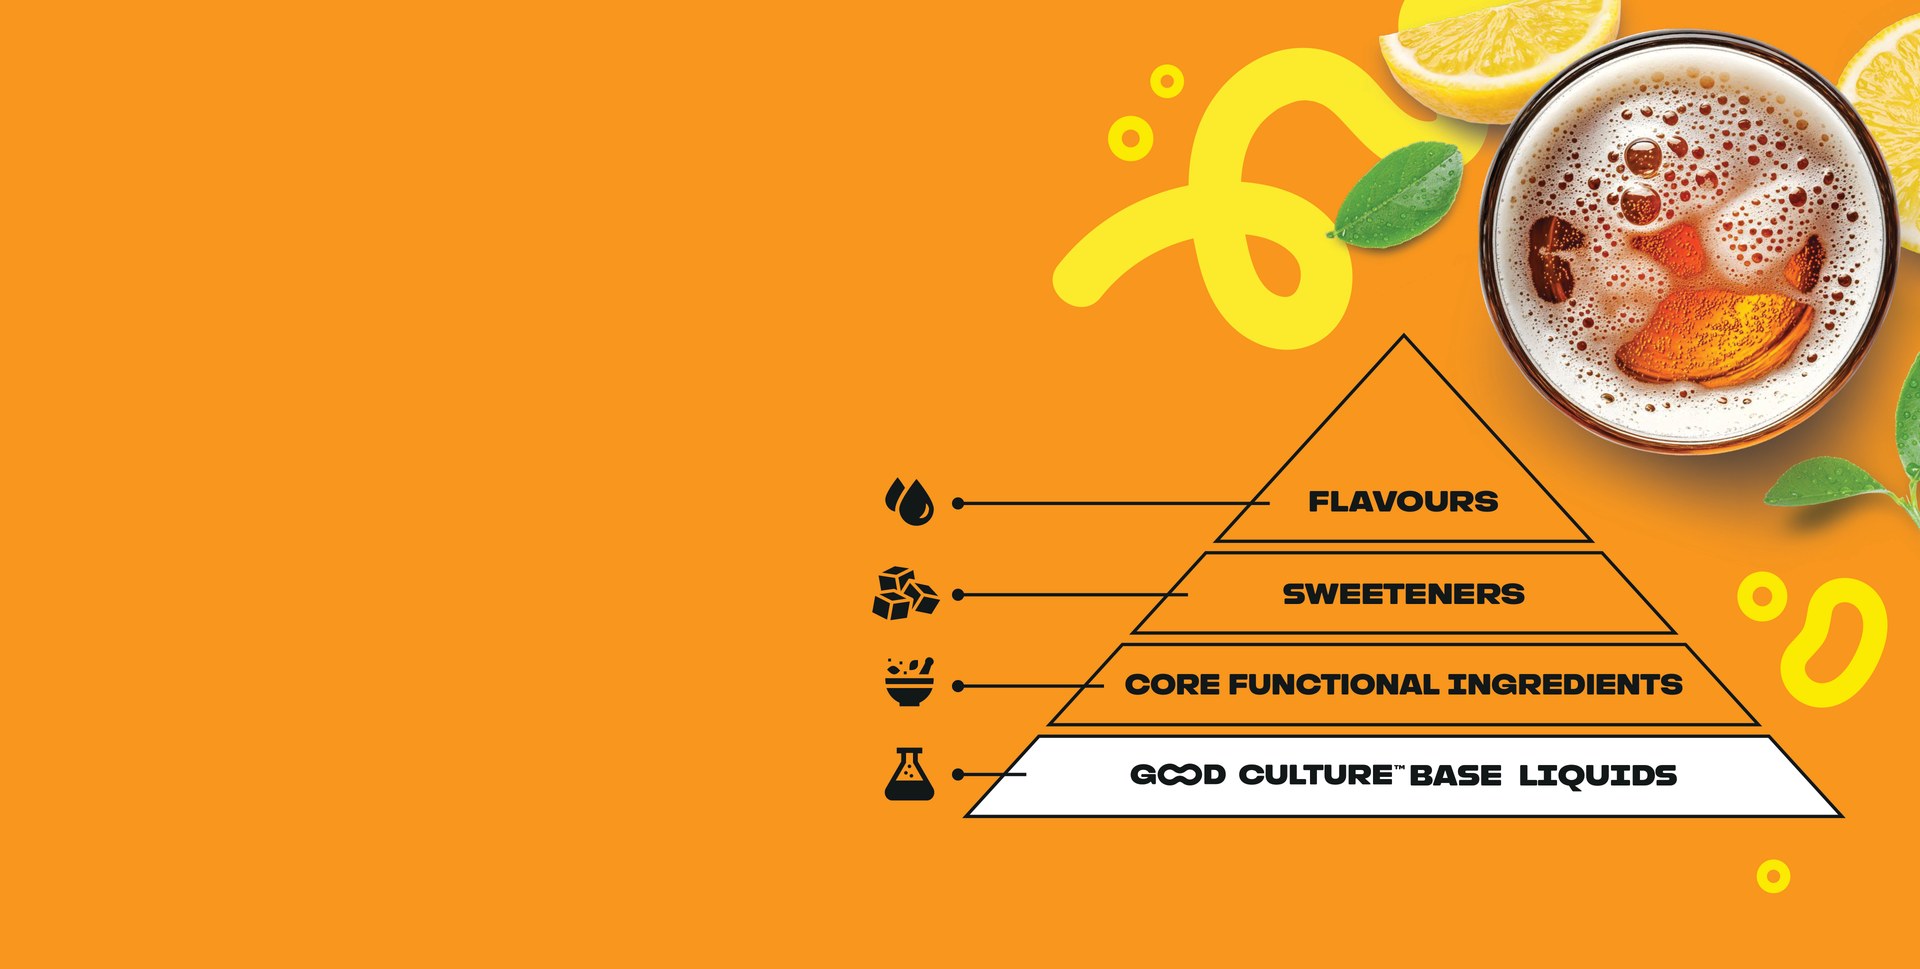 FLAVOURS
SWEETENERS
CORE FUNCTIONAL INGREDIENTS
GOOD CULTURE™ BASE LIQUIDS